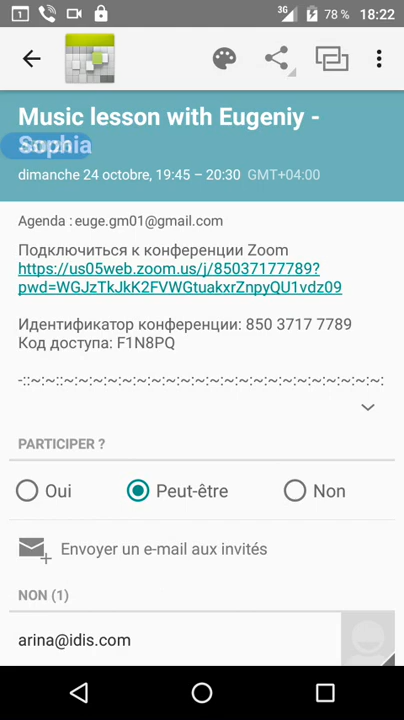 1
3G
78 %
18:22
Music lesson with Eugeniy -
Sophia
dimanche 24 octobre, 19:45 – 20:30 GMT+04:00
Agenda : euge.gm01@gmail.com
Подключиться к конференции Zoom
https://us05web.zoom.us/j/85037177789?
pwd=WGJzTkJkK2FVWGtuakxrZnpyQU1vdz09
Идентификатор конференции: 850 3717 7789
Код доступа: F1N8PQ
-::~:~::~:~:~:~:~:~:~:~:~:~:~:~:~:~:~:~:~:~:~:~:~:
PARTICIPER ?
Oui
Peut-être
Non
Envoyer un e-mail aux invités
NON (1)
arina@idis.com